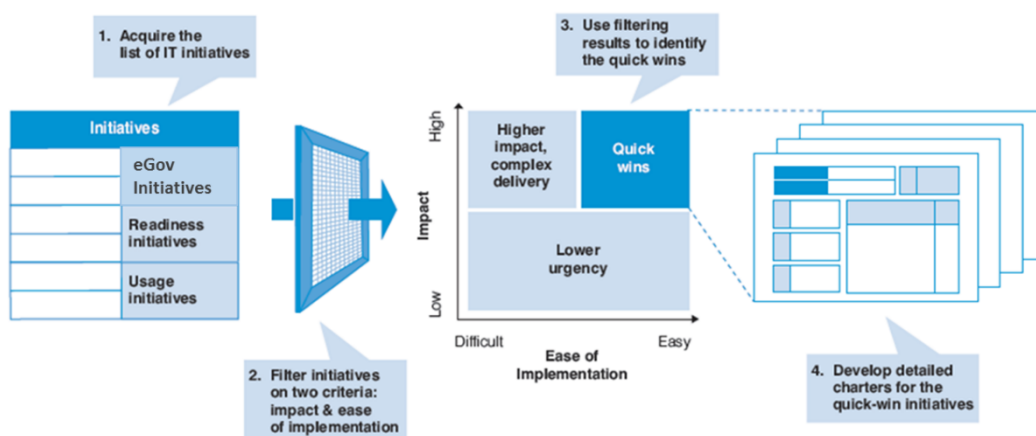 1. Acquire the
list of IT initiatives
3. Use filtering
results to identify
the quick wins
Initiatives
eGov
Initiatives
Readiness
initiatives
Usage
initiatives
High
Impact
Low
Higher
impact,
complex
delivery
Quick
wins
Lower
urgency
Difficult
Easy
Ease of
Implementation
2. Filter initiatives
on two criteria:
impact & ease
of implementation
4. Develop detailed
charters for the
quick-win initiatives